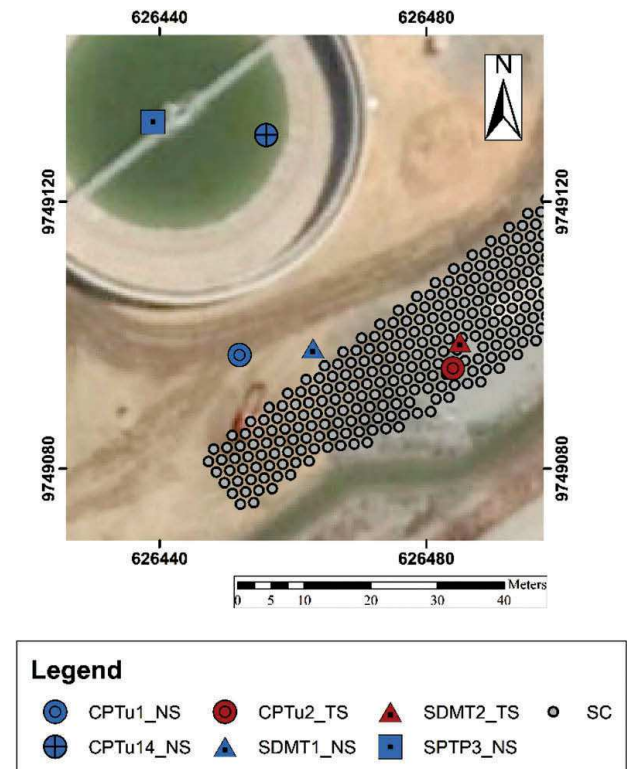 626440 626480
N
9749120 9749120
9749080 9749080
626440 626480
Meters
0 5 10 20 30 40
Legend
CPTu1_NS CPTu2_TS SDMT2_TS SC
CPTu14_NS SDMT1_NS SPTP3_NS